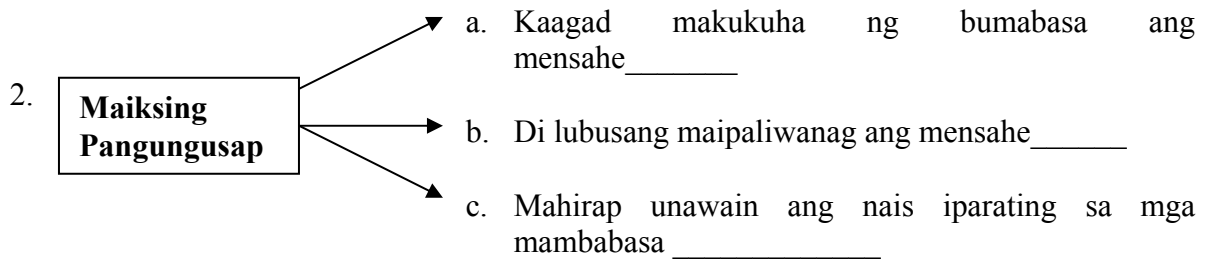 2.
Maiksing
Pangungusap
a. Kaagad makukuha ng bumabasa ang
mensahe_______
b. Di lubusang maipaliwanag ang mensahe______
c. Mahirap unawain ang nais iparating sa mga
mambabasa _____________